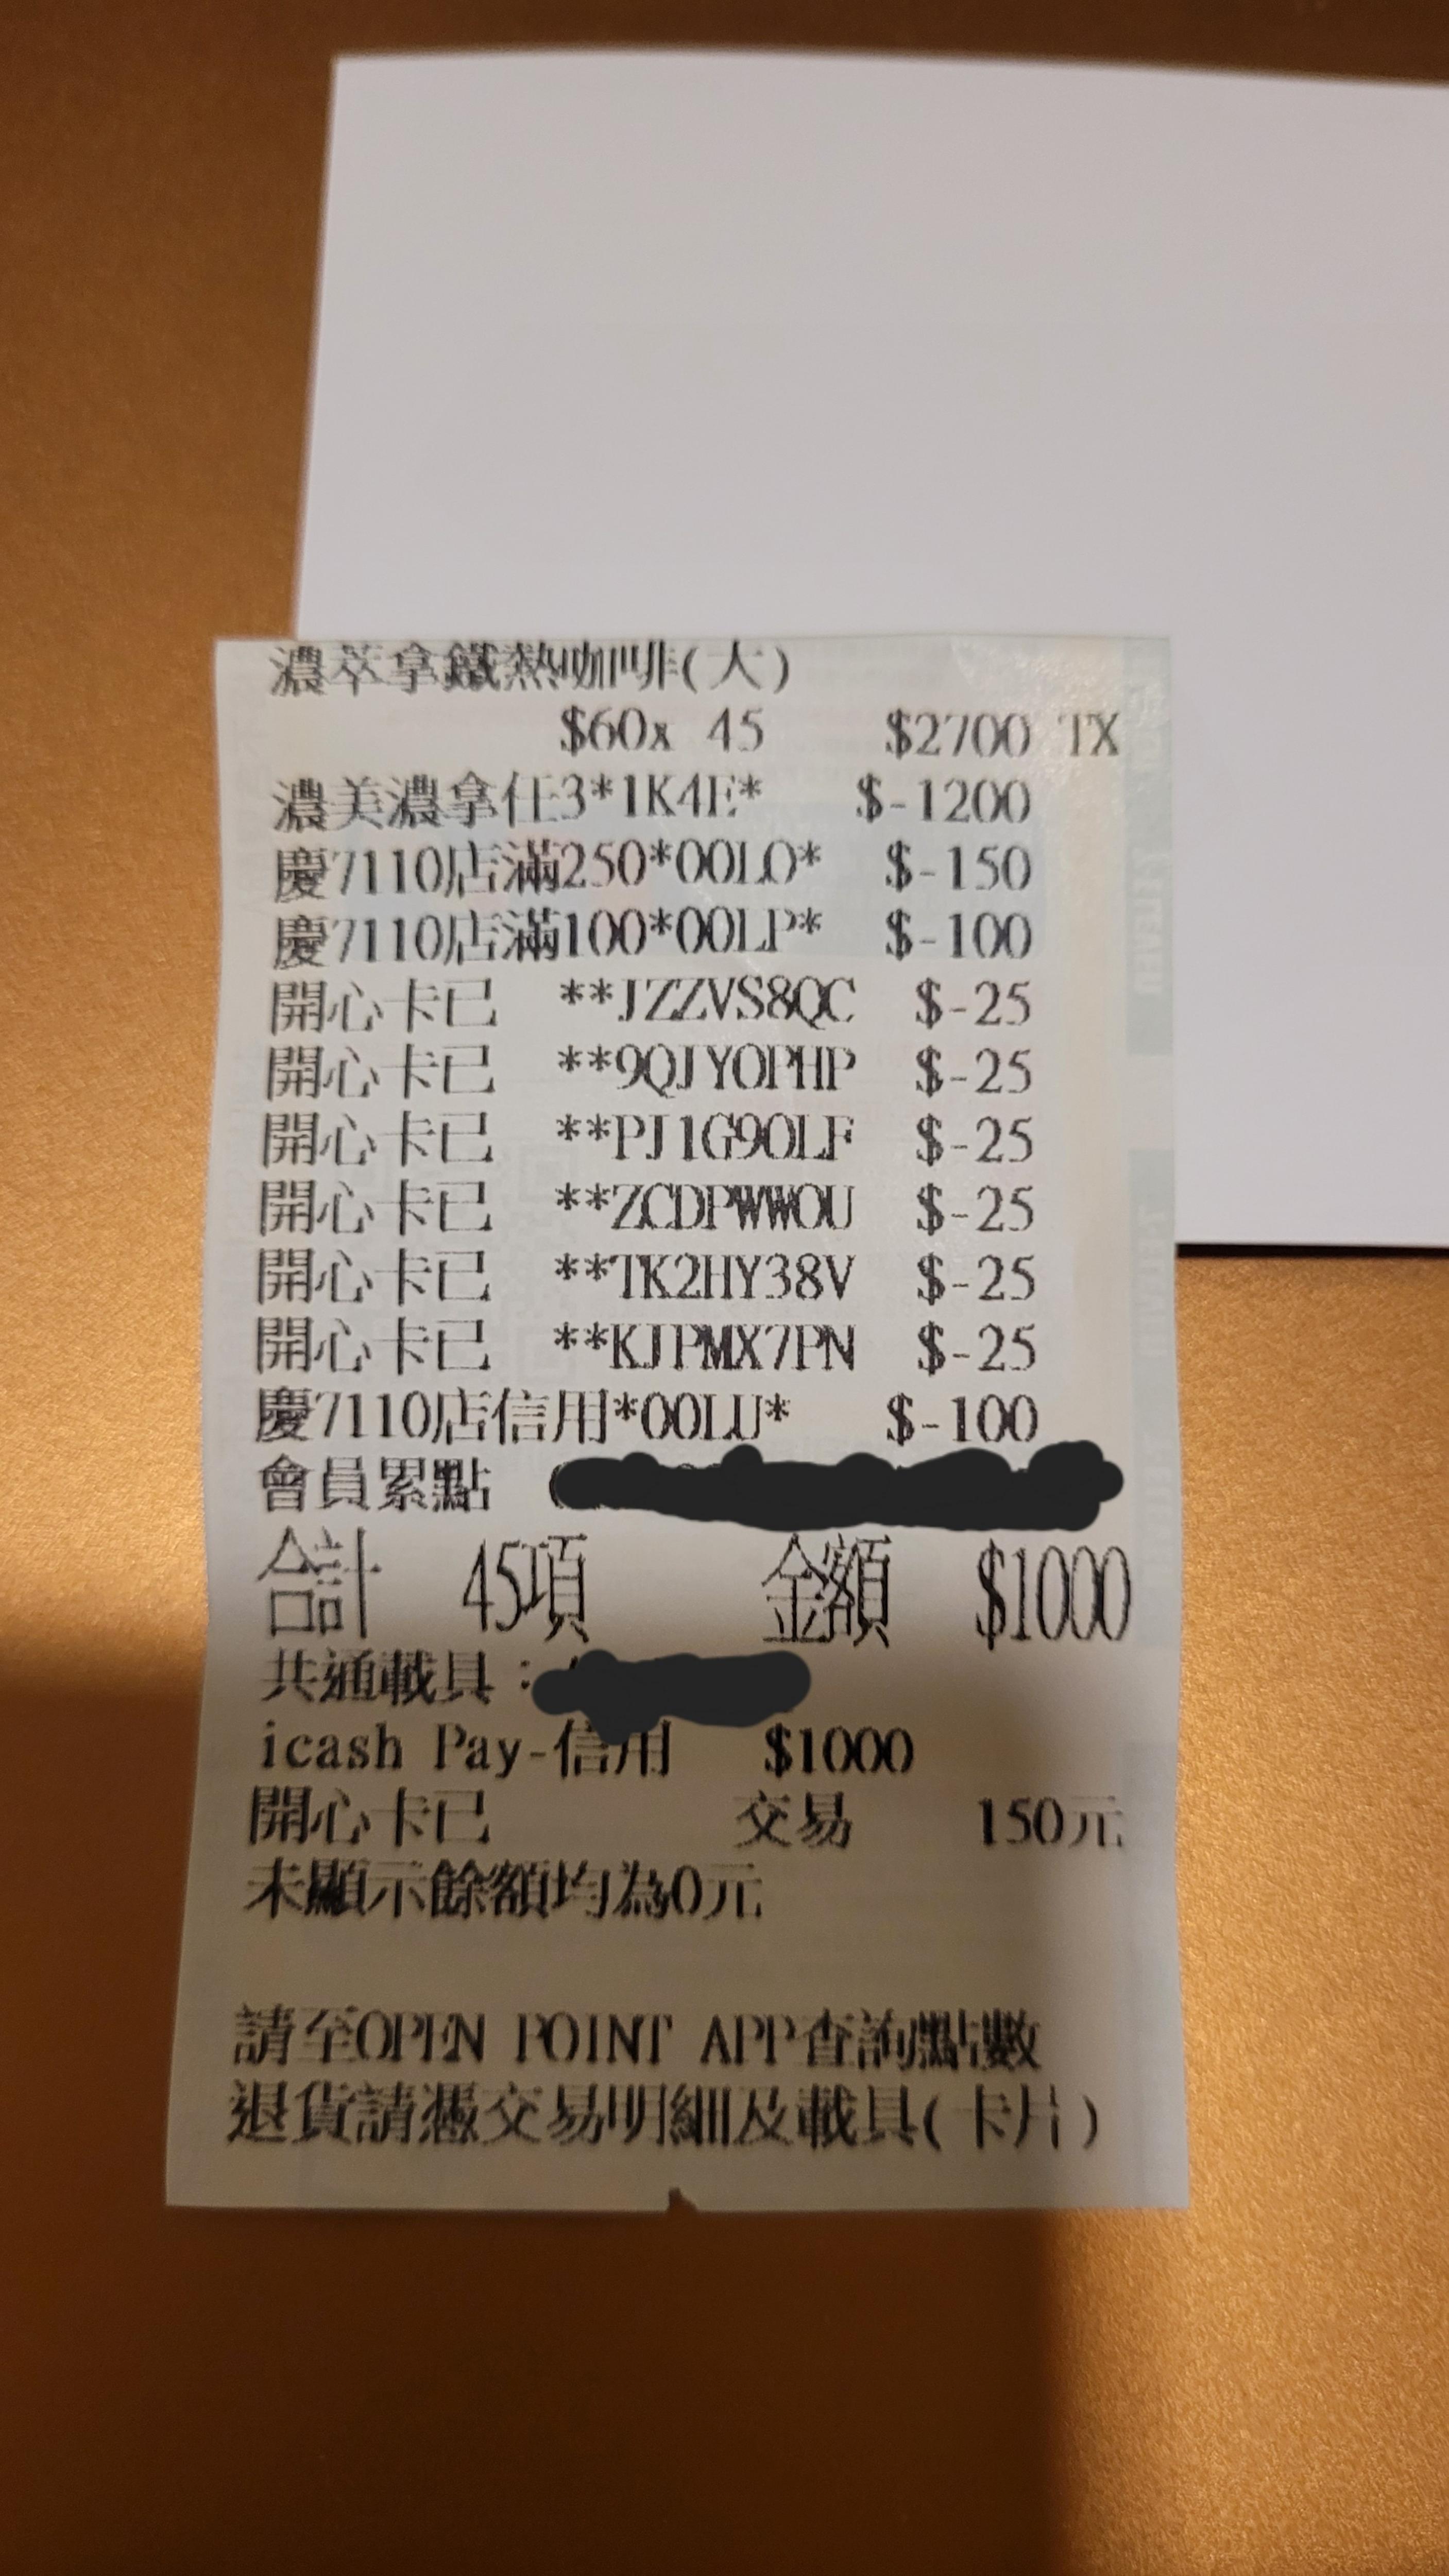 濃萃拿鐵熱咖啡(大)
$60x 45 $2700 TX
濃美濃拿任3*1K4E* $-1200
慶7110店滿250*00LO* $-150
慶7110店滿100*00LP* $-100
開心卡已 **JZZVS8QC $-25
開心卡已 **9QJYOPHP $-25
開心卡已 **PJ1G9OLF $-25
開心卡已 **ZCDPWWOU $-25
開心卡已 **TK2HY38V $-25
開心卡已 **KJPMX7PN $-25
慶7110店信用*00LU* $-100
會員累點
合計 45項 金額 $1000
共通載具:
icash Pay-信用 $1000
開心卡已 交易 150元
未顯示餘額均為0元
請至OPEN POINT APP查詢點數
退貨請憑交易明細及載具(卡片)